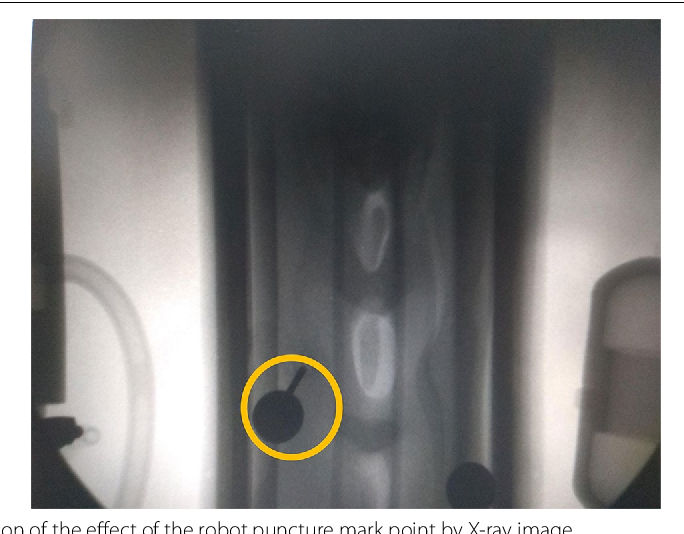 on of the effect of the robot puncture mark point by X-ray image